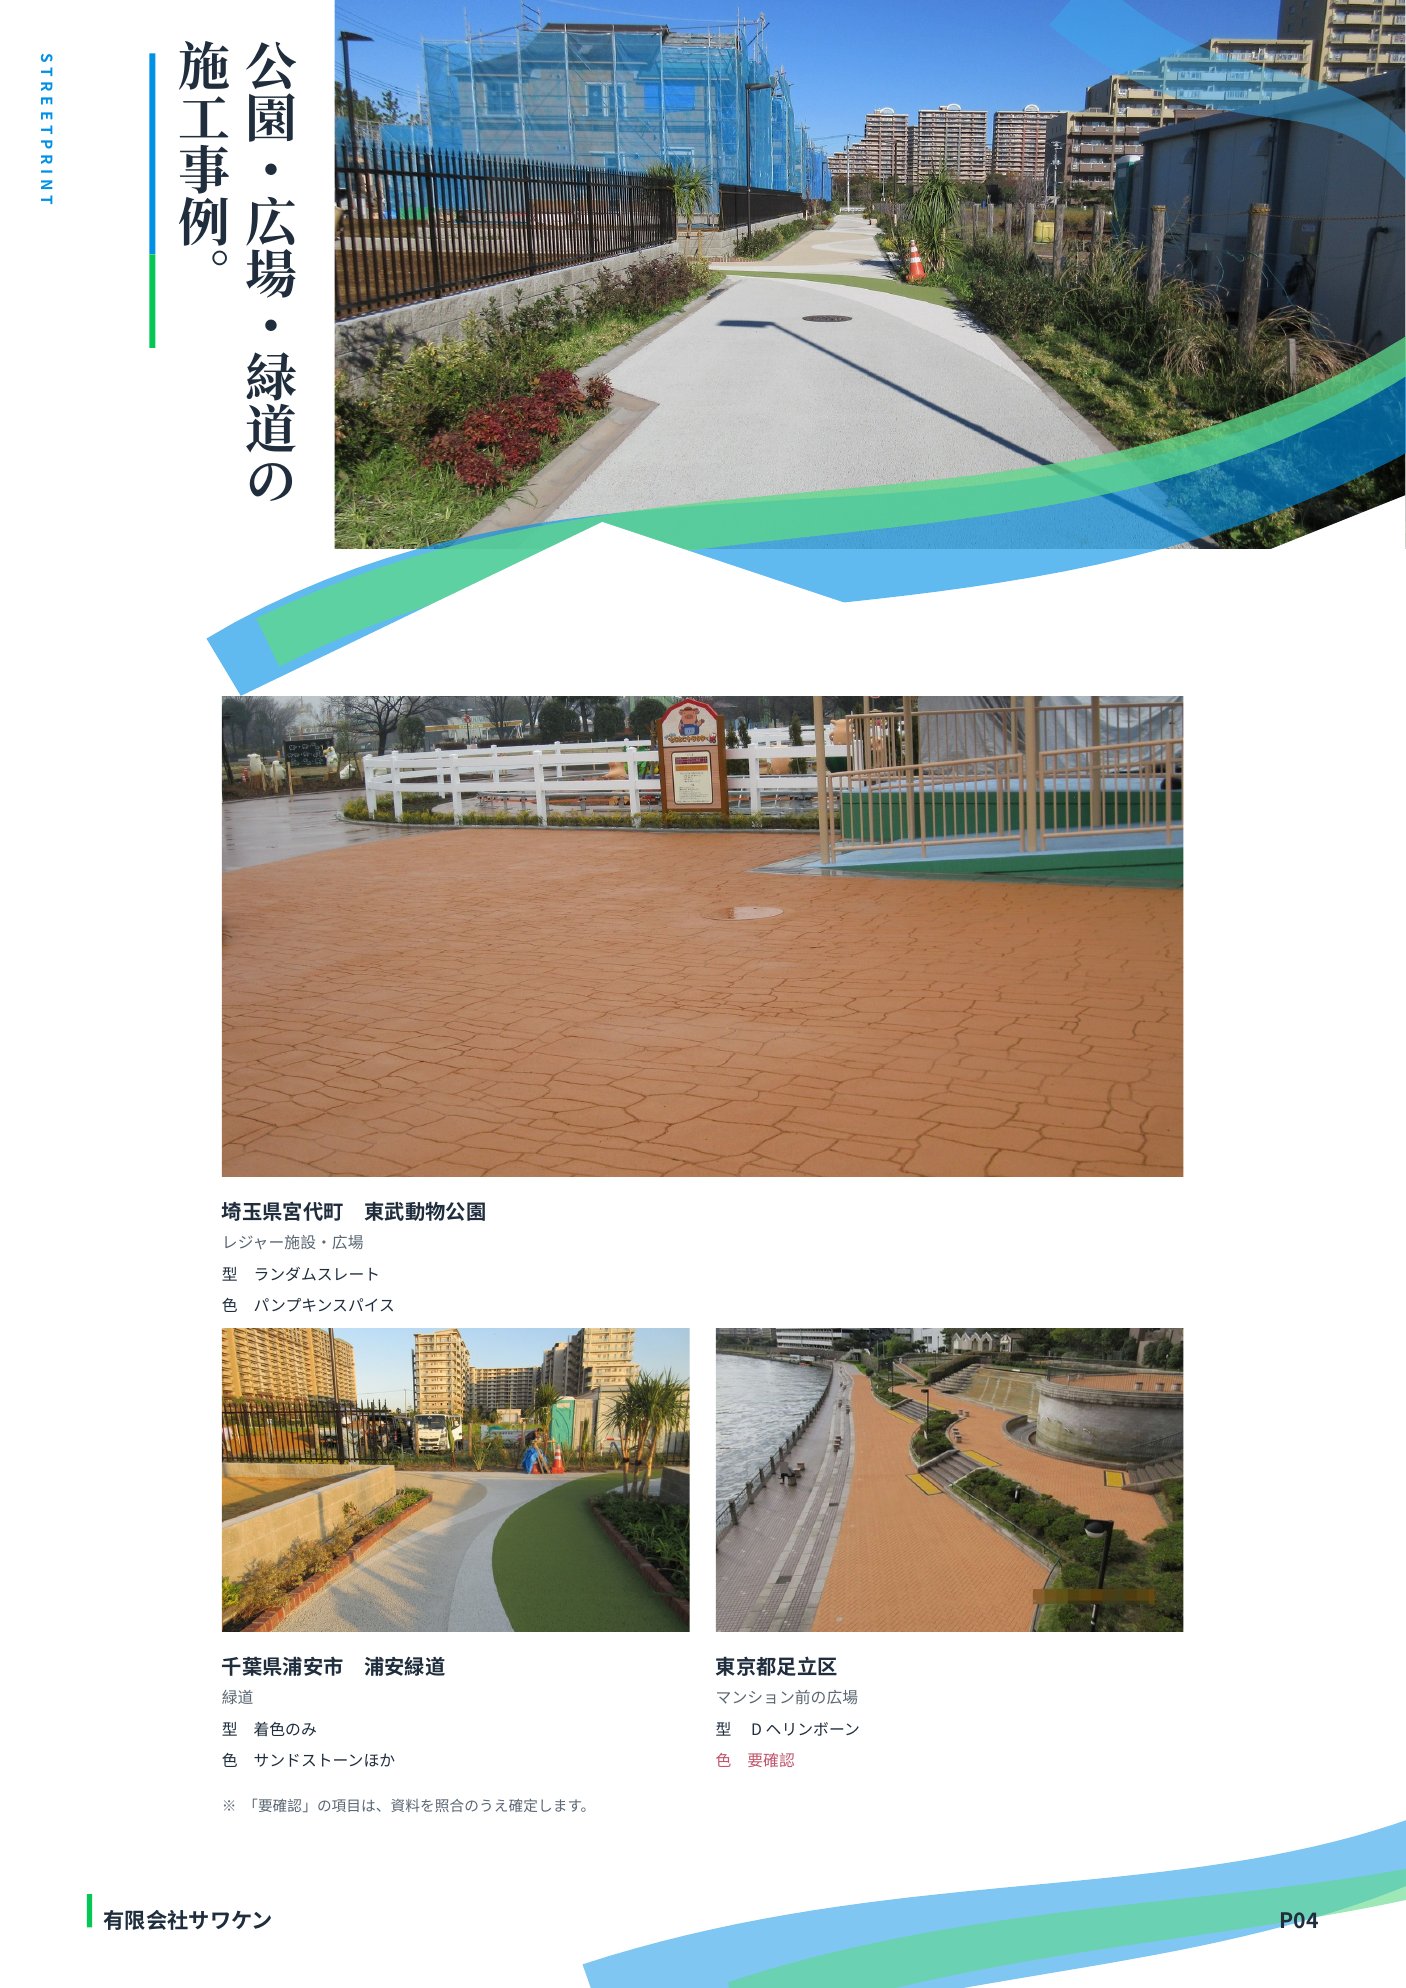 STREETPRINT
公園・広場・緑道の
施工事例。
埼玉県宮代町　東武動物公園
レジャー施設・広場
型　ランダムスレート
色　パンプキンスパイス
千葉県浦安市　浦安緑道
緑道
型　着色のみ
色　サンドストーンほか
東京都足立区
マンション前の広場
型　D ヘリンボーン
色　要確認
※　「要確認」の項目は、資料を照合のうえ確定します。
有限会社サワケン
P04